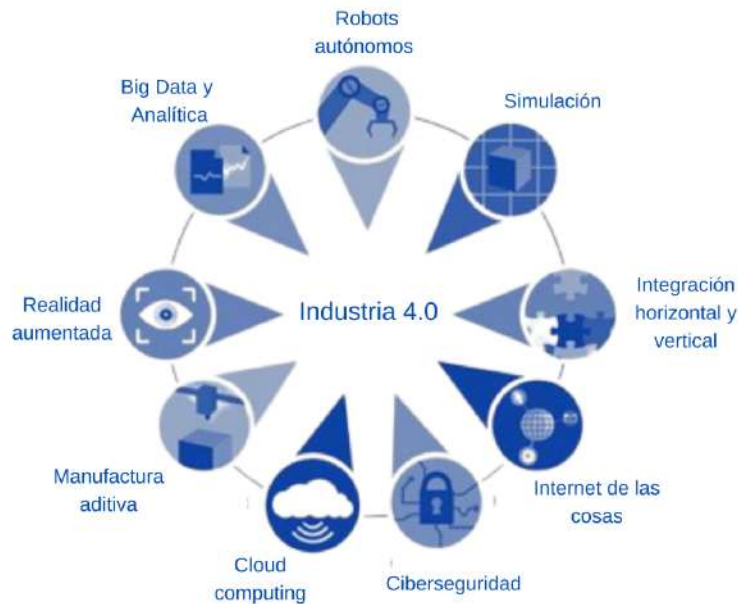 Robots
autónomos
Big Data y
Analítica
Simulación
Realidad
aumentada
Industria 4.0
Integración
horizontal y
vertical
Manufactura
aditiva
Internet de las
cosas
Cloud
computing
Ciberseguridad